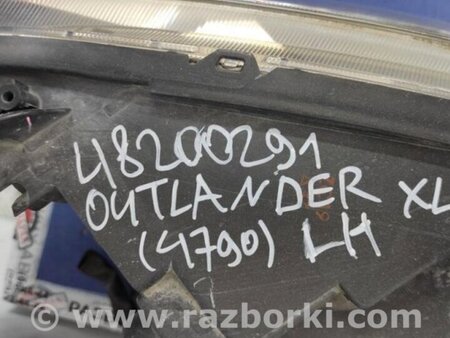 48200291
OUTLANDER XL
(4790) LH
© www.razborki.com